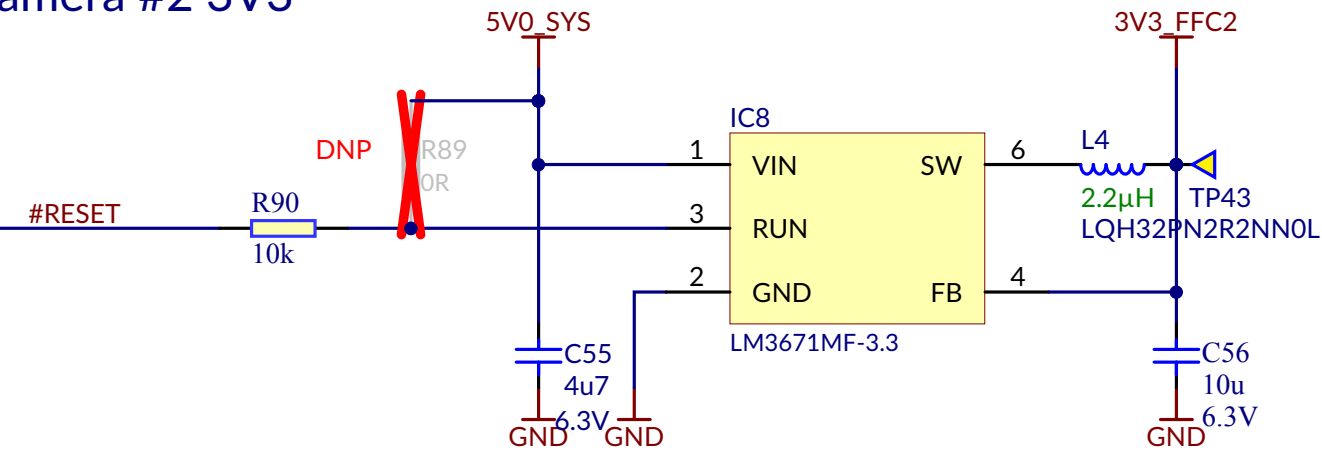 amera #2 3V3
5V0_SYS
3V3_FFC2
DNP
R89
0R
#RESET
R90
10k
IC8
1
VIN
SW
6
3
RUN
2
GND
FB
4
LM3671MF-3.3
L4
2.2µH
TP43
LQH32PN2R2NN0L
C55
4u7
6.3V
GND
GND
C56
10u
6.3V
GND